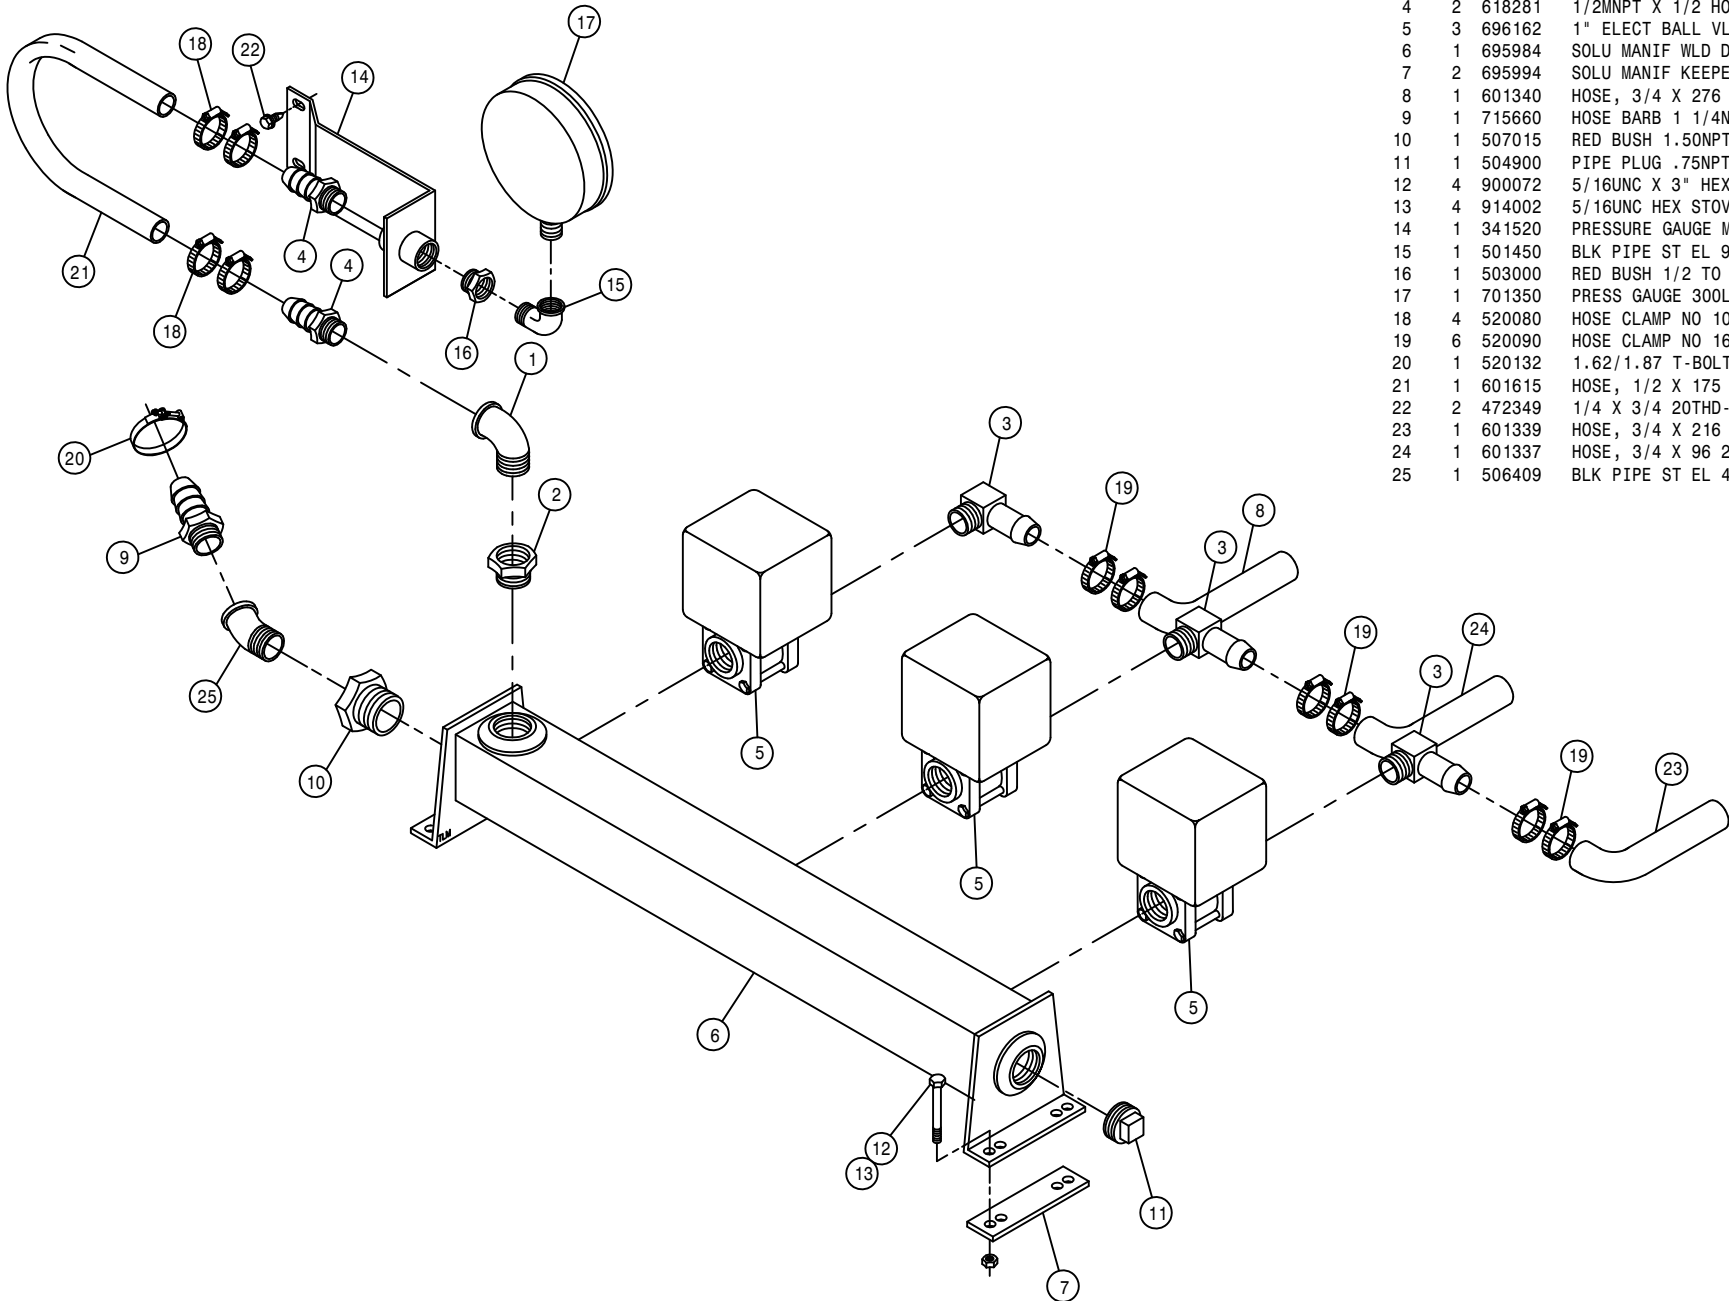 4 2 618281 1/2MNPT X 1/2 HO
5 3 696162 1" ELECT BALL VL
6 1 695984 SOLU MANIF WLD D
7 2 695994 SOLU MANIF KEEPE
8 1 601340 HOSE, 3/4 X 276
9 1 715660 HOSE BARB 1 1/4N
10 1 507015 RED BUSH 1.50NPT
11 1 504900 PIPE PLUG .75NPT
12 4 900072 5/16UNC X 3" HEX
13 4 914002 5/16UNC HEX STOV
14 1 341520 PRESSURE GAUGE M
15 1 501450 BLK PIPE ST EL 9
16 1 503000 RED BUSH 1/2 TO
17 1 701350 PRESS GAUGE 300L
18 4 520080 HOSE CLAMP NO 10
19 6 520090 HOSE CLAMP NO 16
20 1 520132 1.62/1.87 T-BOLT
21 1 601615 HOSE, 1/2 X 175
22 2 472349 1/4 X 3/4 20THD-
23 1 601339 HOSE, 3/4 X 216
24 1 601337 HOSE, 3/4 X 96 2
25 1 506409 BLK PIPE ST EL 4
17
18
22
14
21
4
4
15
18
16
1
20
3
19
8
2
3
9
19
24
25
3
5
10
19
23
TLM
5
5
6
12
13
11
7